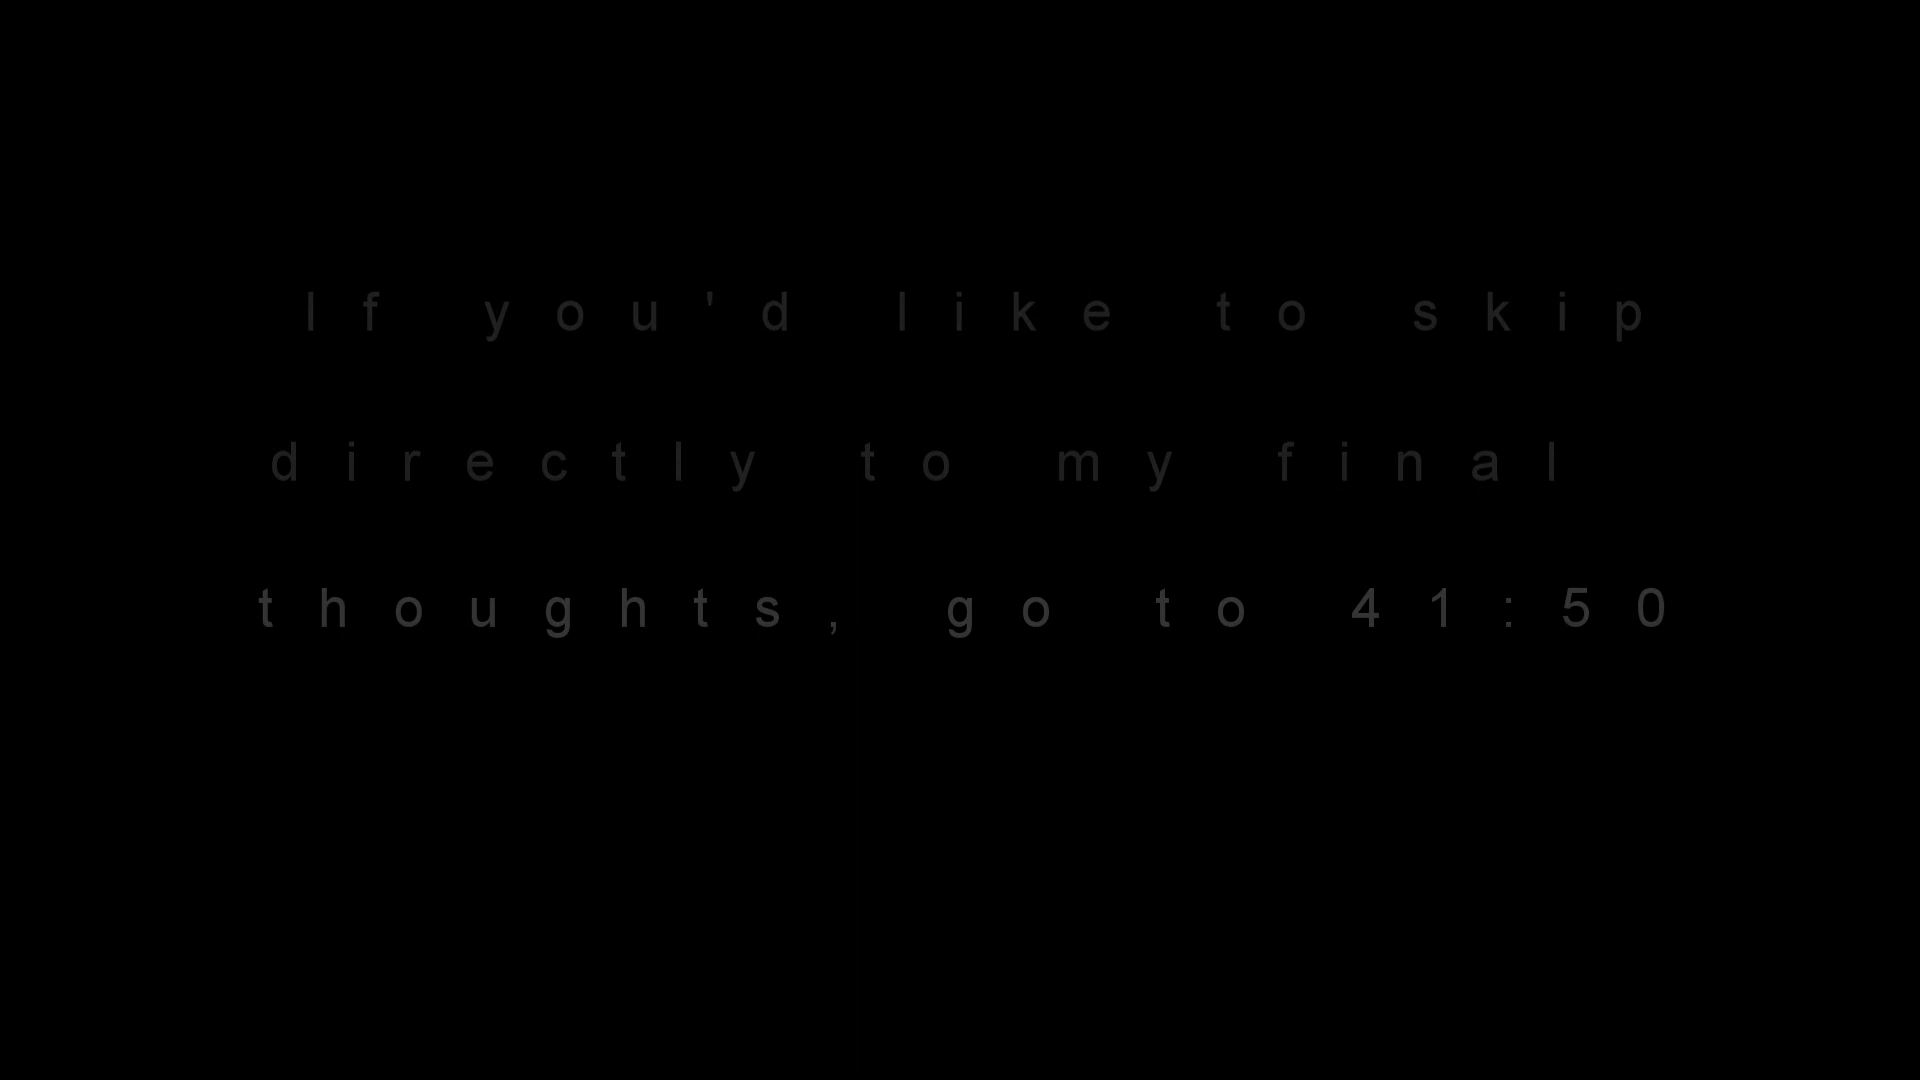 If you'd like to skip
directly to my final
thoughts, go to 41:50